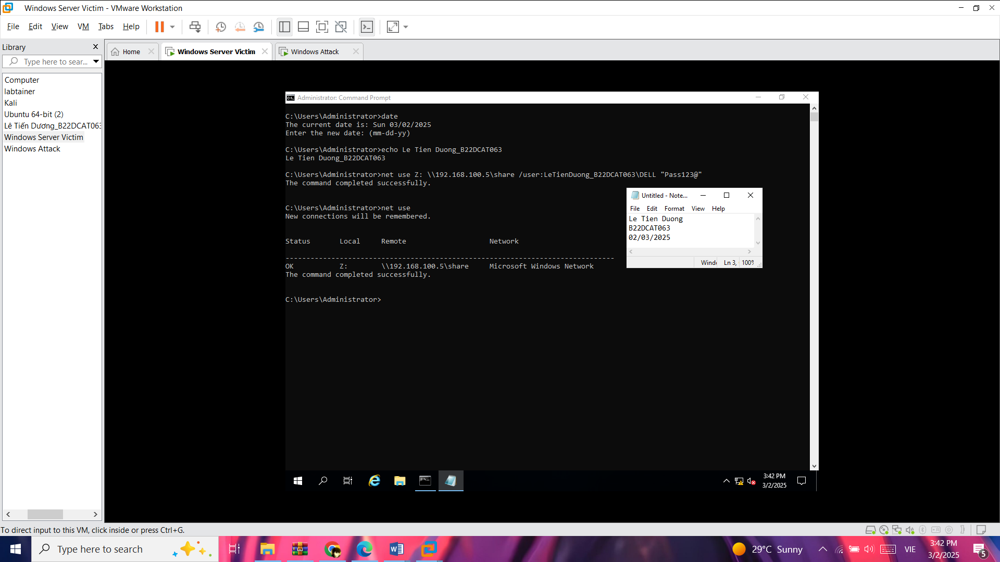 Windows Server Victim - VMware Workstation
File Edit View VM Tabs Help
Library
Type here to sear...
Computer
labtainer
Kali
Ubuntu 64-bit (2)
Lê Tiến Dương_B22DCAT063
Windows Server Victim
Windows Attack
Home
Windows Server Victim
Windows Attack
Administrator: Command Prompt
C:\Users\Administrator>date
The current date is: Sun 03/02/2025
Enter the new date: (mm-dd-yy)
C:\Users\Administrator>echo Le Tien Duong_B22DCAT063
Le Tien Duong_B22DCAT063
C:\Users\Administrator>net use Z: \\192.168.100.5\share /user:LeTienDuong_B22DCAT063\DELL "Pass123@"
The command completed successfully.
C:\Users\Administrator>net use
New connections will be remembered.
Status Local Remote Network
-------------------------------------------------------------------------------
OK Z: \\192.168.100.5\share Microsoft Windows Network
The command completed successfully.
C:\Users\Administrator>
Untitled - Note...
File Edit Format View Help
Le Tien Duong
B22DCAT063
02/03/2025
Windo Ln 3, 100%
3:42 PM
3/2/2025
To direct input to this VM, click inside or press Ctrl+G.
Type here to search
29°C Sunny
VIE
3:42 PM
3/2/2025
5